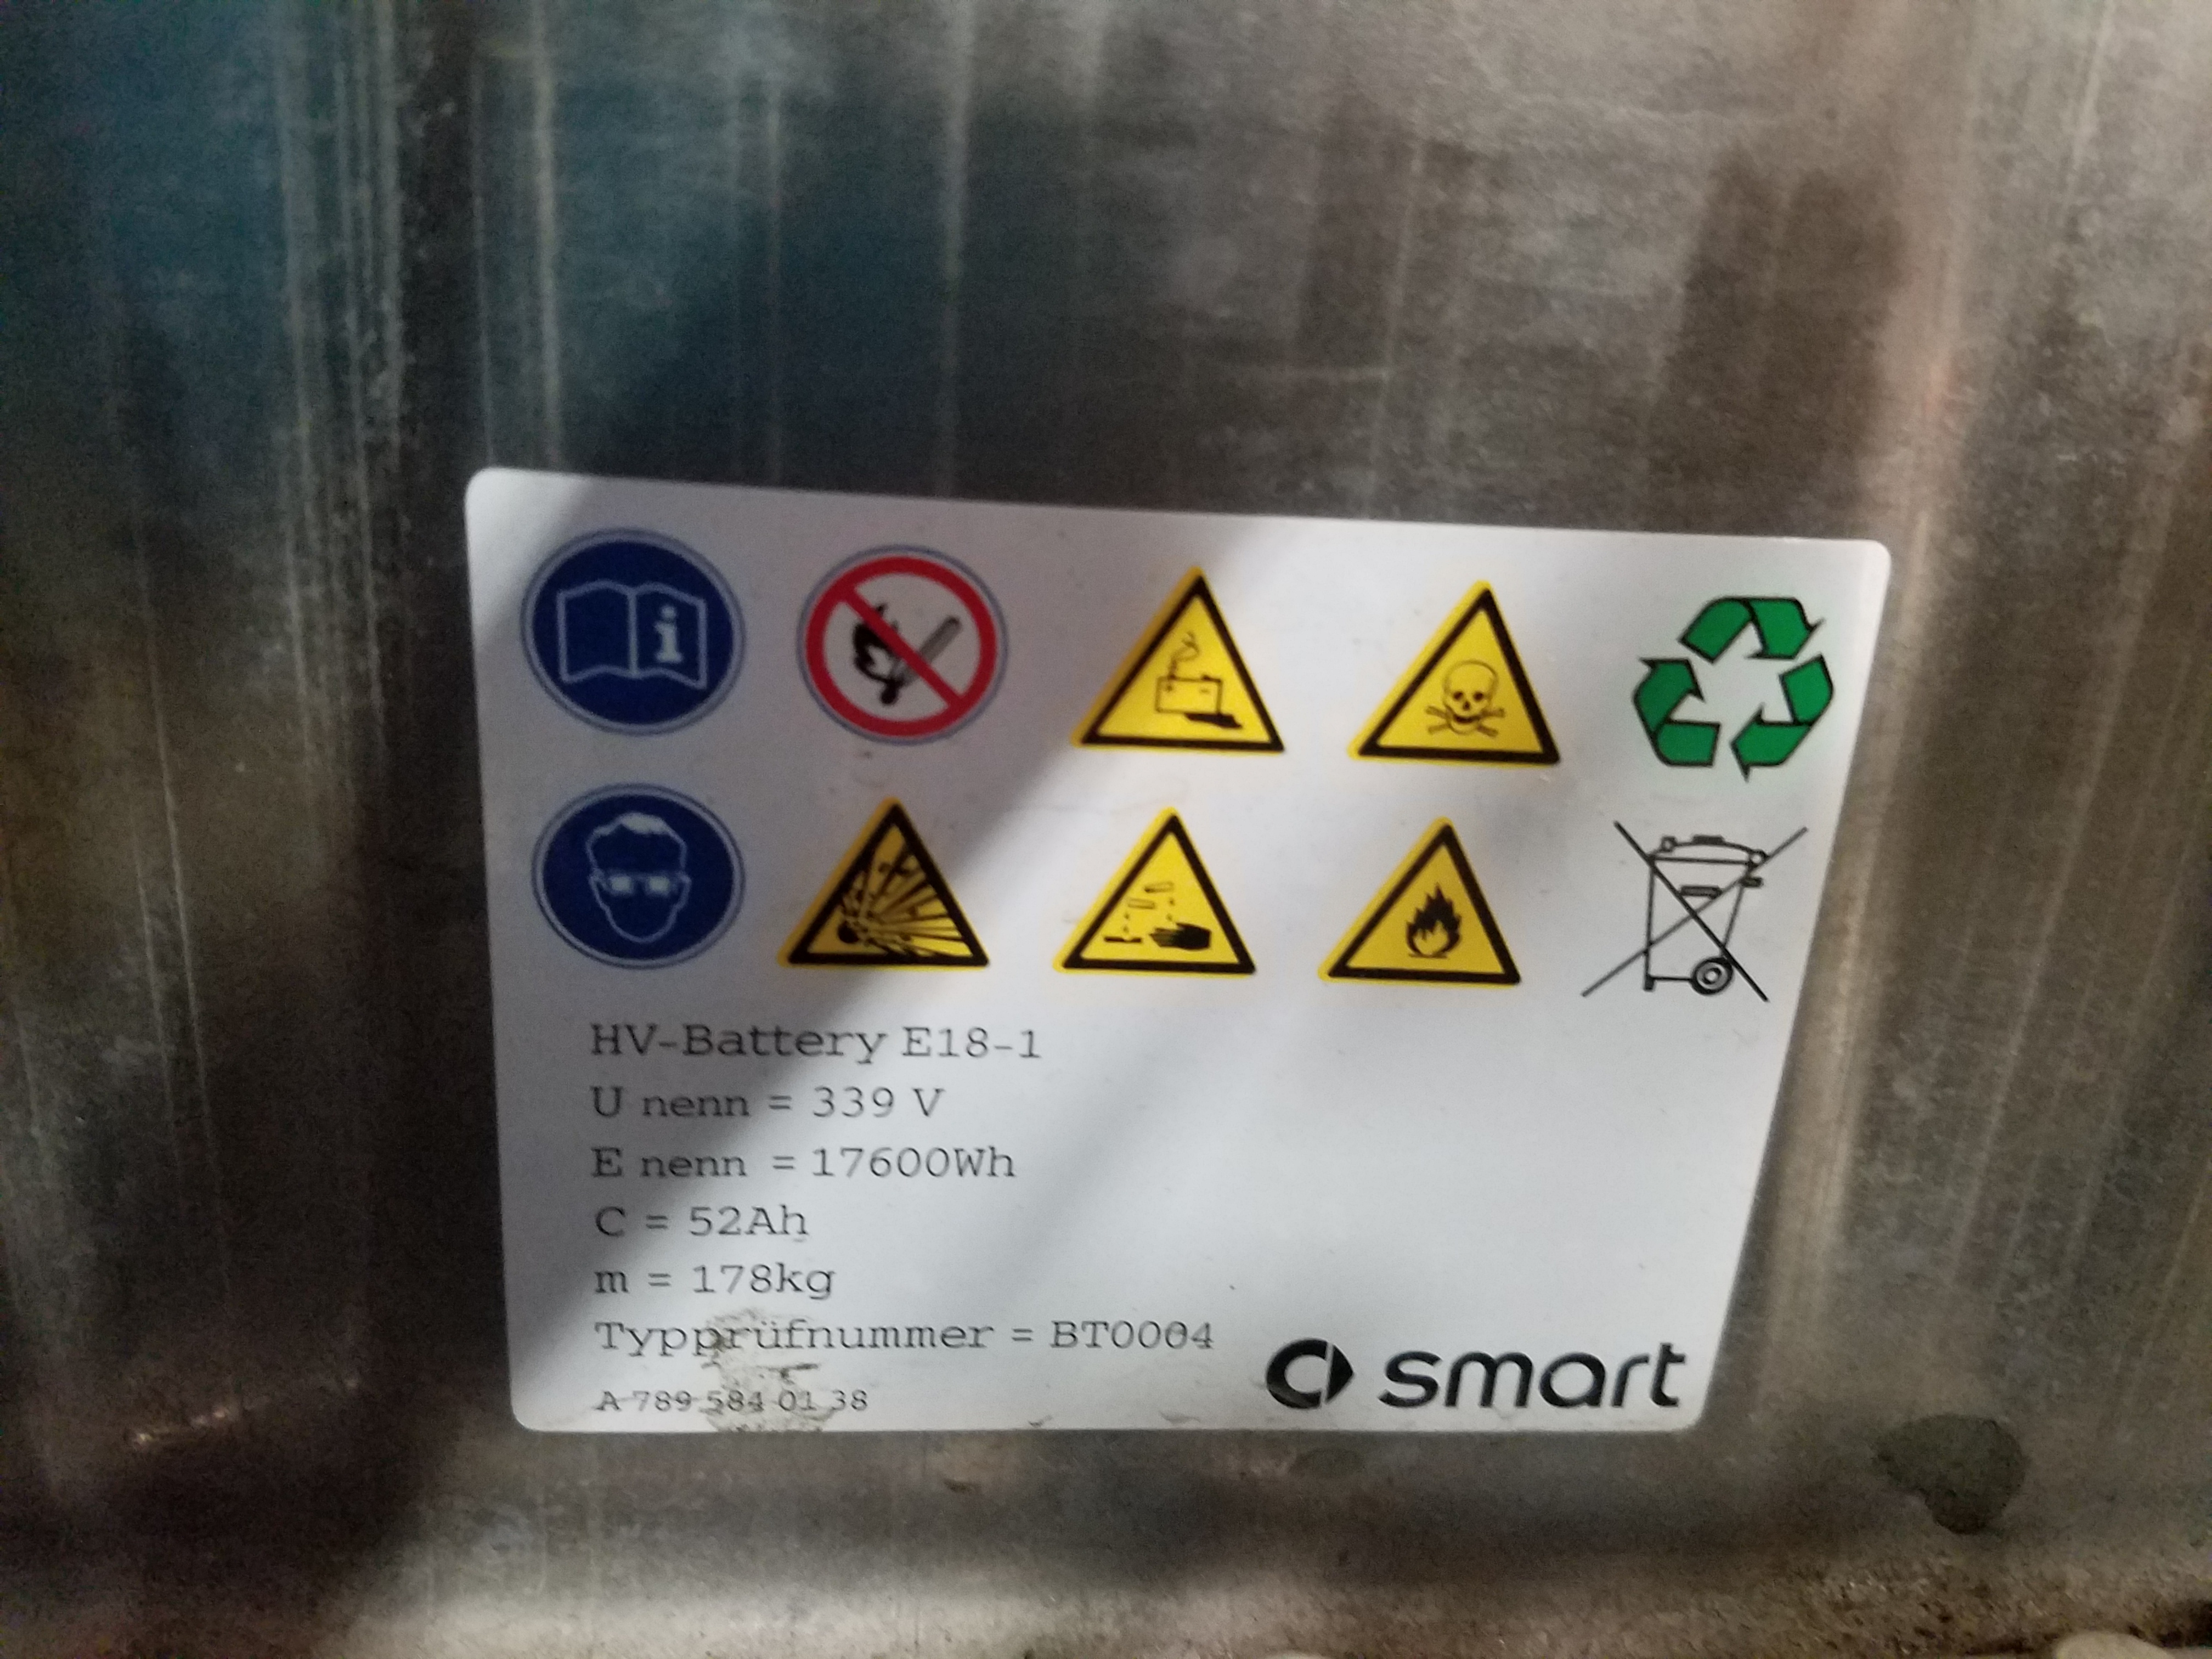 HV-Battery E18-1
U nenn = 339 V
E nenn = 17600Wh
C = 52Ah
m = 178kg
Typprüfnummer = BT0004
A 789 584 01 38
smart